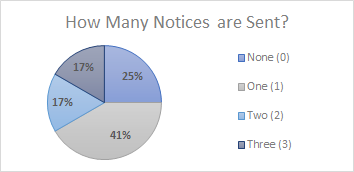 How Many Notices are Sent?
17%
25%
17%
41%
None (0)
One (1)
Two (2)
Three (3)